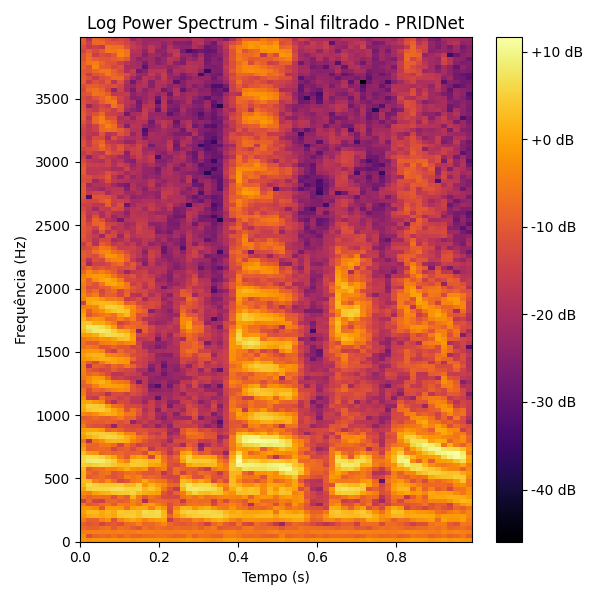 Log Power Spectrum - Sinal filtrado - PRIDNet
Frequência (Hz)
3500
3000
2500
2000
1500
1000
500
0
0.0 0.2 0.4 0.6 0.8
Tempo (s)
+10 dB
+0 dB
-10 dB
-20 dB
-30 dB
-40 dB